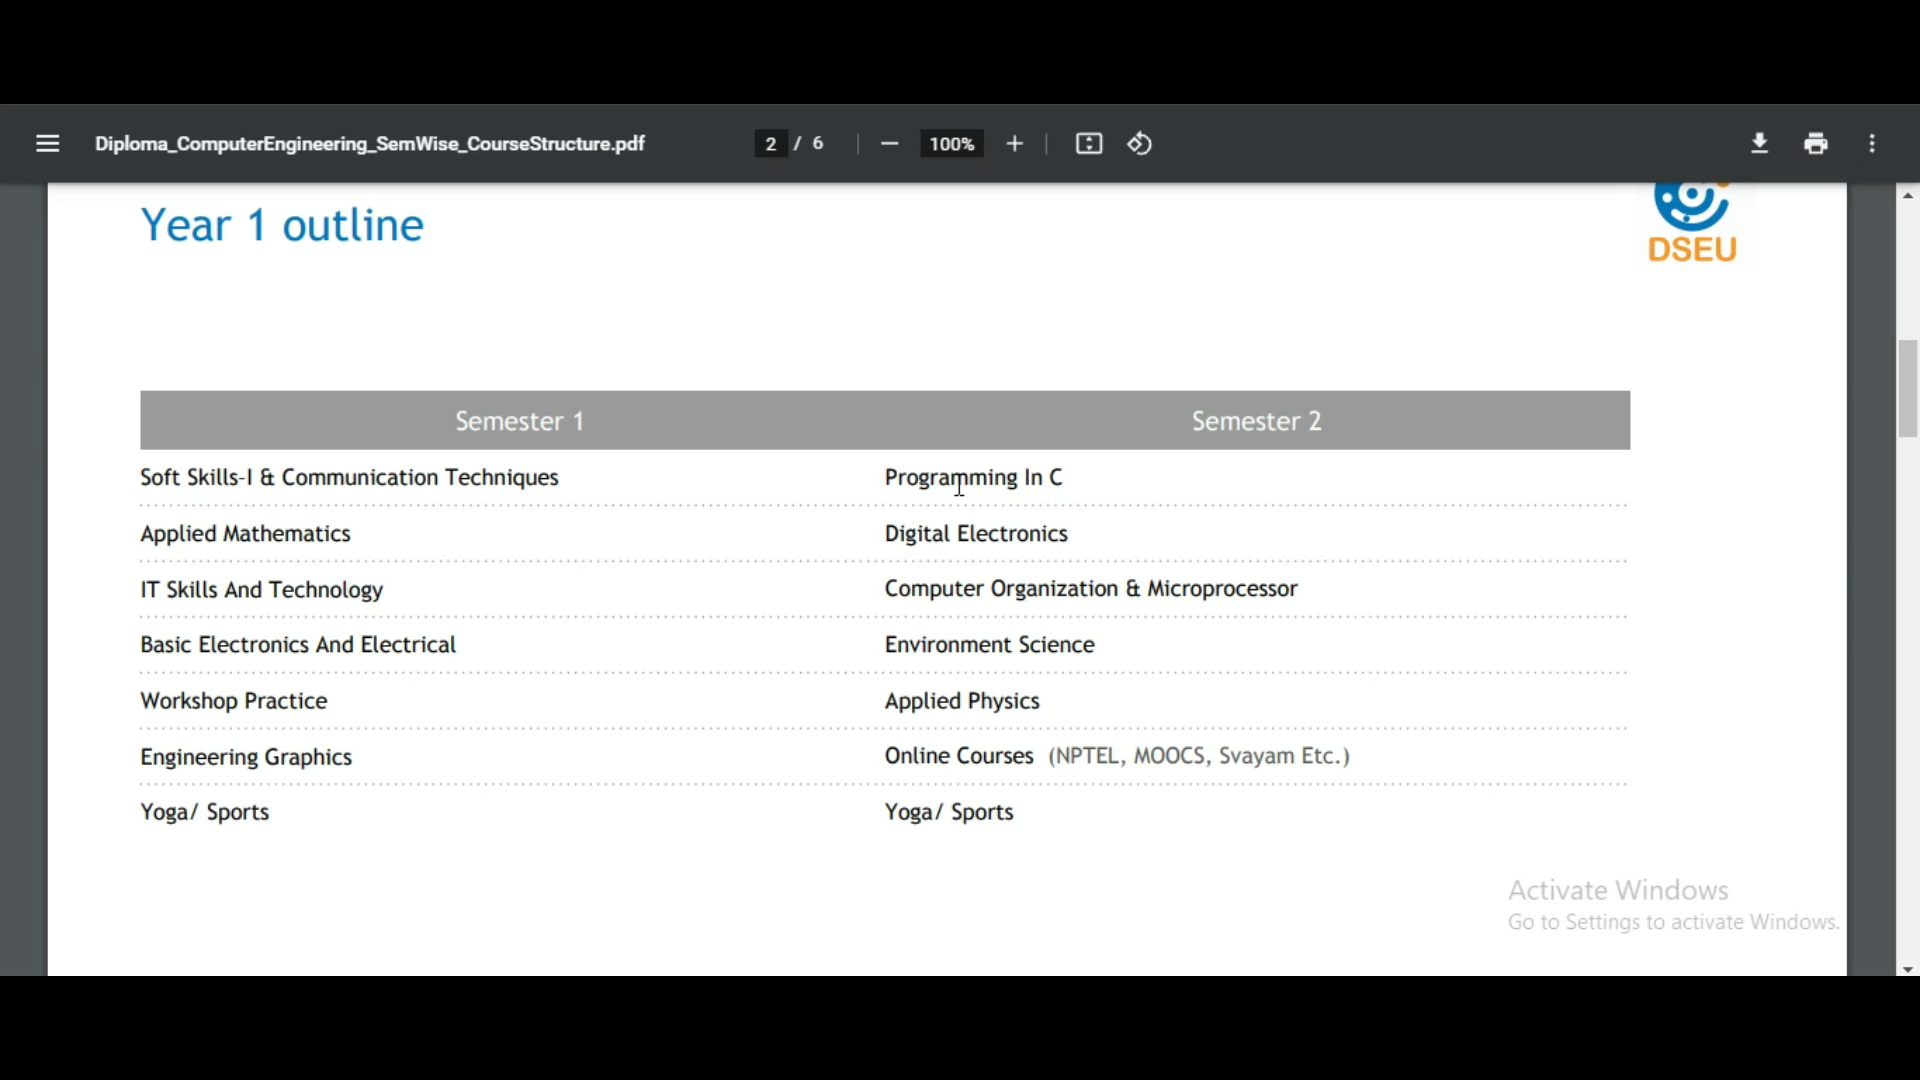 Diploma_ComputerEngineering_SemWise_CourseStructure.pdf 2 / 6 100%
Year 1 outline
DSEU
Semester 1 Semester 2
Soft Skills-I & Communication Techniques Programming In C
Applied Mathematics Digital Electronics
IT Skills And Technology Computer Organization & Microprocessor
Basic Electronics And Electrical Environment Science
Workshop Practice Applied Physics
Engineering Graphics Online Courses (NPTEL, MOOCS, Svayam Etc.)
Yoga/ Sports Yoga/ Sports
Activate Windows
Go to Settings to activate Windows.